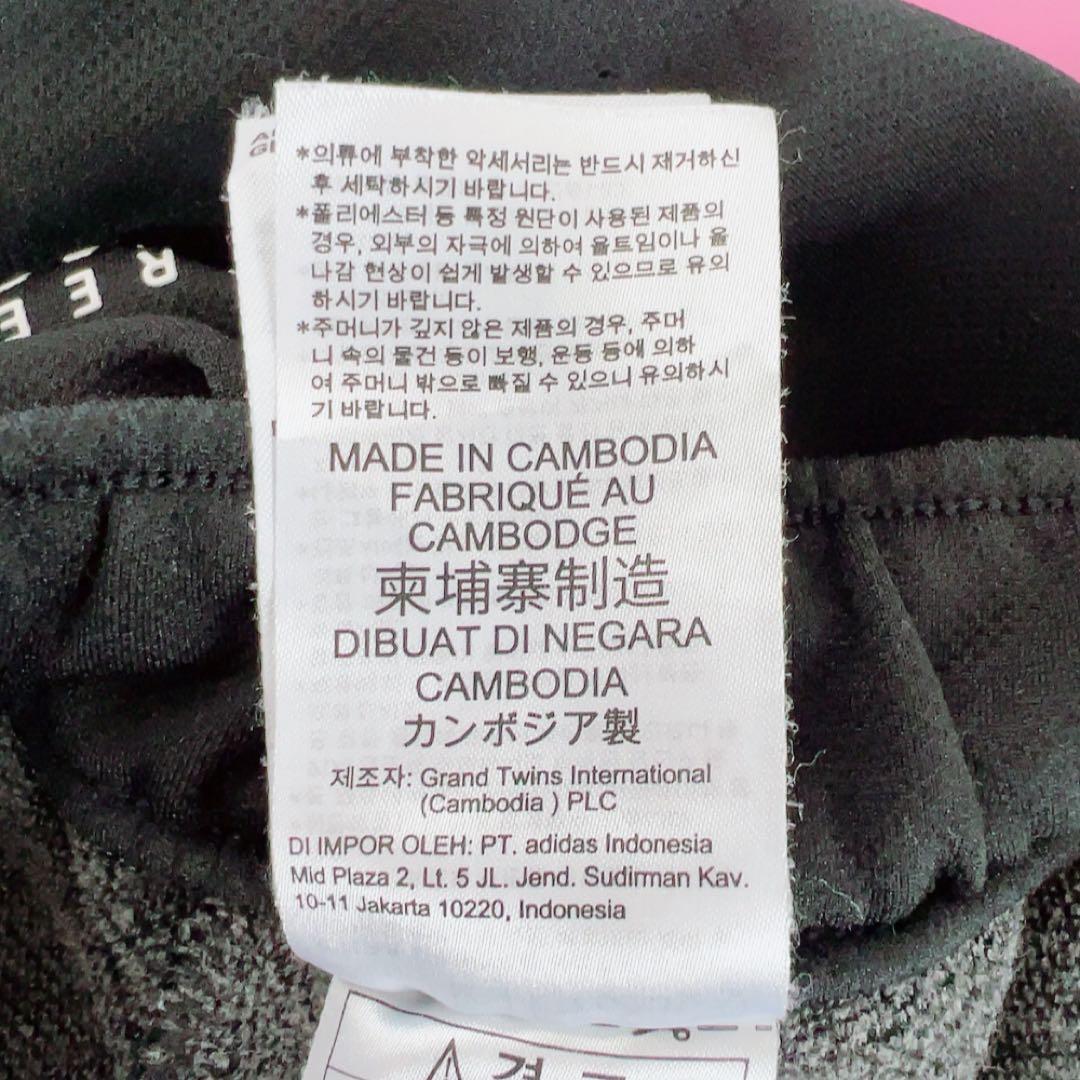 *의류에 부착한 악세서리는 반드시 재거하신
후 세탁하시기 바랍니다.
*폴리에스터 등 특정 원단이 사용된 제품의
경우, 외부의 자극에 의하여 올트임이나 올
나감 현상이 쉽게 발생할 수 있으므로 유의
하시기 바랍니다.
*주머니가 깊지 않은 제품의 경우, 주머
니 속의 물건 등이 보행, 운동 등에 의하
여 주머니 밖으로 빠질 수 있으니 유의하시
기 바랍니다.
MADE IN CAMBODIA
FABRIQUÉ AU
CAMBODGE
柬埔寨制造
DIBUAT DI NEGARA
CAMBODIA
カンボジア製
제조자: Grand Twins International
(Cambodia ) PLC
DI IMPOR OLEH: PT. adidas Indonesia
Mid Plaza 2, Lt. 5 JL. Jend. Sudirman Kav.
10-11 Jakarta 10220, Indonesia